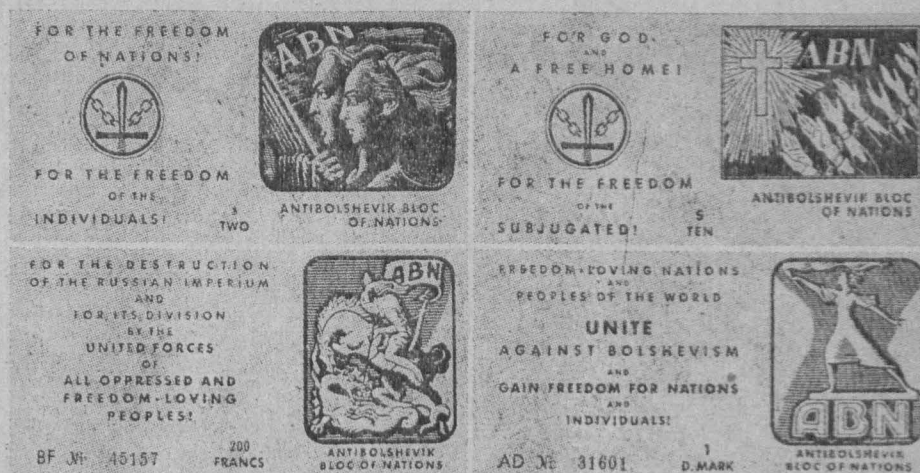 FOR THE FREEDOM
OF NATIONS!
FOR THE FREEDOM
OF THE
INDIVIDUALS!
$
TWO
ABN
ANTIBOLSHEVIK BLOC
OF NATIONS
FOR GOD
AND
A FREE HOME!
FOR THE FREEDOM
OF THE
SUBJUGATED!
$
TEN
ABN
ANTIBOLSHEVIK BLOC
OF NATIONS
FOR THE DESTRUCTION
OF THE RUSSIAN IMPERIUM
AND
FOR ITS DIVISION
BY THE
UNITED FORCES
OF
ALL OPPRESSED AND
FREEDOM-LOVING
PEOPLES!
BF № 45157
200
FRANCS
ABN
ANTIBOLSHEVIK
BLOC OF NATIONS
FREEDOM-LOVING NATIONS
AND
PEOPLES OF THE WORLD
UNITE
AGAINST BOLSHEVISM
AND
GAIN FREEDOM FOR NATIONS
AND
INDIVIDUALS!
AD № 31601
1
D.MARK
ABN
ANTIBOLSHEVIK
BLOC OF NATIONS